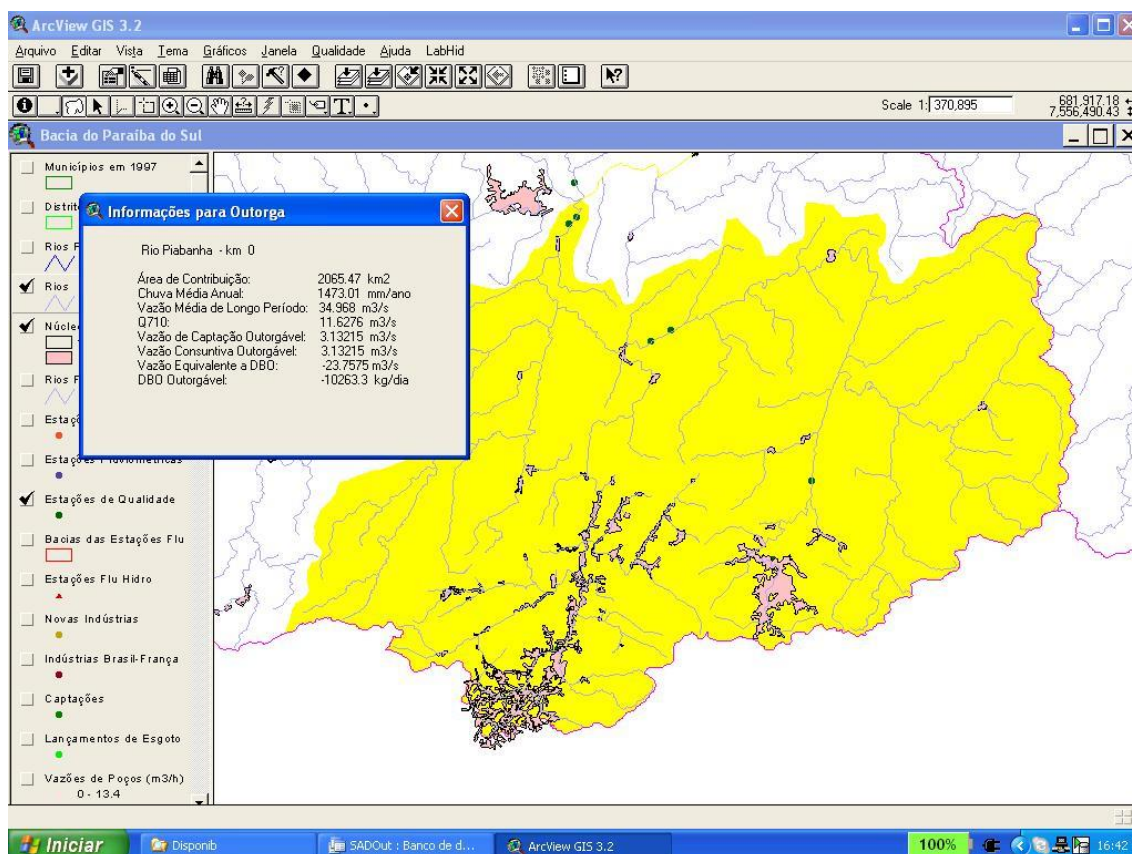 ArcView GIS 3.2
Arquivo Editar Vista Tema Gráficos Janela Qualidade Ajuda LabHid
Scale 1: 370,895
681,917.18
7,556,490.43
Bacia do Paraíba do Sul
Municípios em 1997
Distrit
Rios F
Rios
Núcle
Rios F
Estaçõ
Estações Pluviométricas
Estações de Qualidade
Bacias das Estações Flu
Estações Flu Hidro
Novas Indústrias
Indústrias Brasil-França
Captações
Lançamentos de Esgoto
Vazões de Poços (m3/h)
0 - 13.4
Informações para Outorga
Rio Piabanha - km 0
Área de Contribuição: 2065.47 km2
Chuva Média Anual: 1473.01 mm/ano
Vazão Média de Longo Período: 34.968 m3/s
Q710: 11.6276 m3/s
Vazão de Captação Outorgável: 3.13215 m3/s
Vazão Consuntiva Outorgável: 3.13215 m3/s
Vazão Equivalente a DBO: -23.7575 m3/s
DBO Outorgável: -10263.3 kg/dia
Iniciar
Disponib
SADOut : Banco de d...
ArcView GIS 3.2
100%
16:42